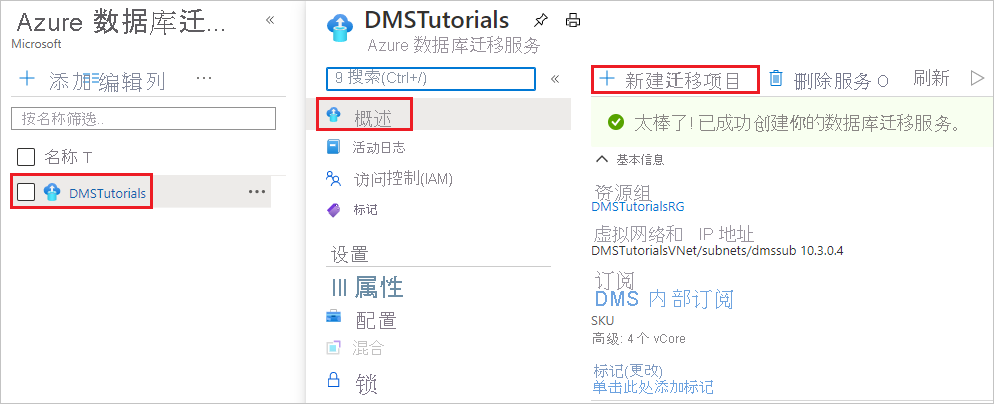 Azure 数据库迁...
Microsoft
添加 编辑列 ...
按名称筛选..
名称 T
DMSTutorials
DMSTutorials
Azure 数据库迁移服务
9 搜索(Ctrl+/)
概述
活动日志
访问控制(IAM)
标记
设置
III 属性
配置
混合
锁
新建迁移项目 删除服务 O 刷新
太棒了! 已成功创建你的数据库迁移服务。
基本信息
资源组
DMSTutorialsRG
虚拟网络和 IP 地址
DMSTutorialsVNet/subnets/dmssub 10.3.0.4
订阅
DMS 内部订阅
SKU
高级: 4 个 vCore
标记(更改)
单击此处添加标记